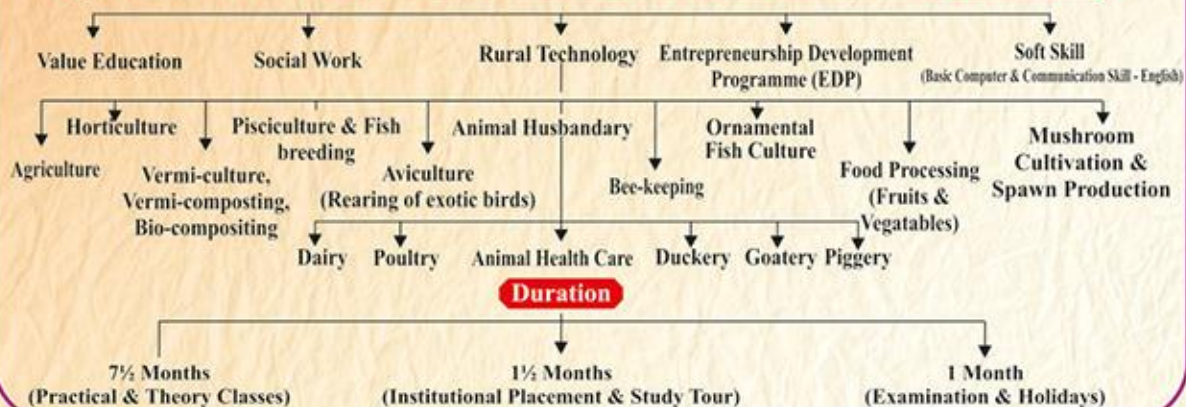 Value Education
Social Work
Rural Technology
Entrepreneurship Development
Programme (EDP)
Soft Skill
(Basic Computer & Communication Skill - English)
Agriculture
Horticulture
Vermi-culture,
Vermi-composting,
Bio-compositing
Pisciculture & Fish
breeding
Aviculture
(Rearing of exotic birds)
Animal Husbandary
Bee-keeping
Ornamental
Fish Culture
Food Processing
(Fruits &
Vegatables)
Mushroom
Cultivation &
Spawn Production
Dairy
Poultry
Animal Health Care
Duckery
Goatery
Piggery
Duration
7½ Months
(Practical & Theory Classes)
1½ Months
(Institutional Placement & Study Tour)
1 Month
(Examination & Holidays)